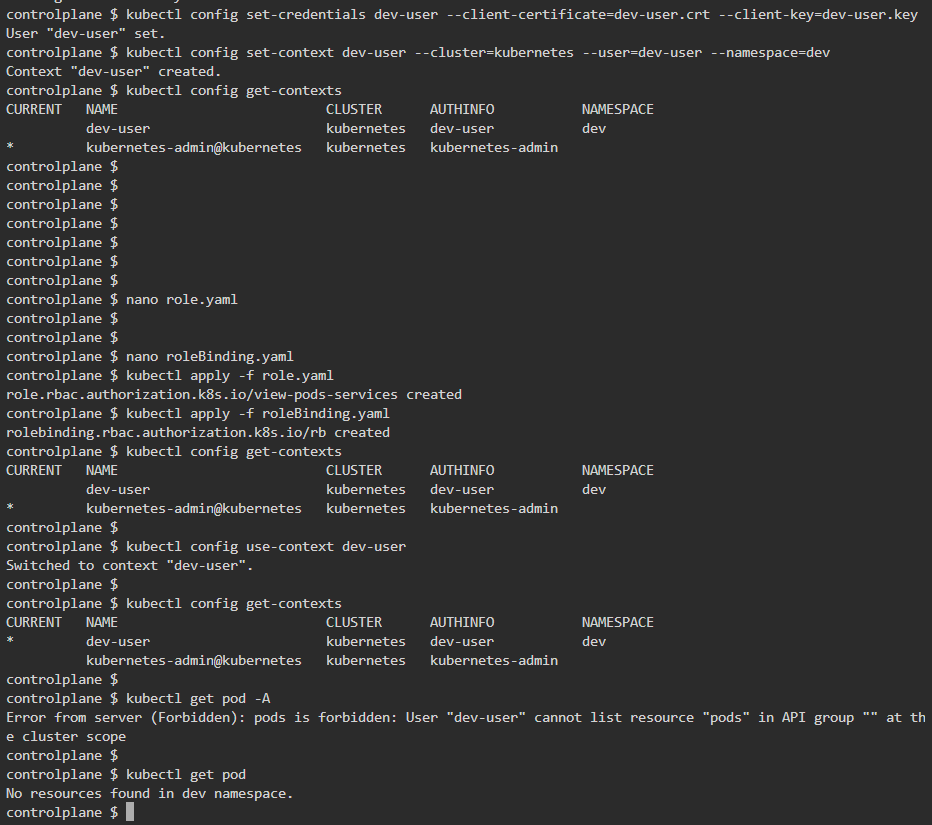 controlplane $ kubectl config set-credentials dev-user --client-certificate=dev-user.crt --client-key=dev-user.key
User "dev-user" set.
controlplane $ kubectl config set-context dev-user --cluster=kubernetes --user=dev-user --namespace=dev
Context "dev-user" created.
controlplane $ kubectl config get-contexts
CURRENT   NAME                          CLUSTER      AUTHINFO           NAMESPACE
          dev-user                      kubernetes   dev-user           dev
*         kubernetes-admin@kubernetes   kubernetes   kubernetes-admin
controlplane $
controlplane $
controlplane $
controlplane $
controlplane $
controlplane $
controlplane $
controlplane $ nano role.yaml
controlplane $
controlplane $
controlplane $ nano roleBinding.yaml
controlplane $ kubectl apply -f role.yaml
role.rbac.authorization.k8s.io/view-pods-services created
controlplane $ kubectl apply -f roleBinding.yaml
rolebinding.rbac.authorization.k8s.io/rb created
controlplane $ kubectl config get-contexts
CURRENT   NAME                          CLUSTER      AUTHINFO           NAMESPACE
          dev-user                      kubernetes   dev-user           dev
*         kubernetes-admin@kubernetes   kubernetes   kubernetes-admin
controlplane $
controlplane $ kubectl config use-context dev-user
Switched to context "dev-user".
controlplane $
controlplane $ kubectl config get-contexts
CURRENT   NAME                          CLUSTER      AUTHINFO           NAMESPACE
*         dev-user                      kubernetes   dev-user           dev
          kubernetes-admin@kubernetes   kubernetes   kubernetes-admin
controlplane $
controlplane $ kubectl get pod -A
Error from server (Forbidden): pods is forbidden: User "dev-user" cannot list resource "pods" in API group "" at th
e cluster scope
controlplane $
controlplane $ kubectl get pod
No resources found in dev namespace.
controlplane $